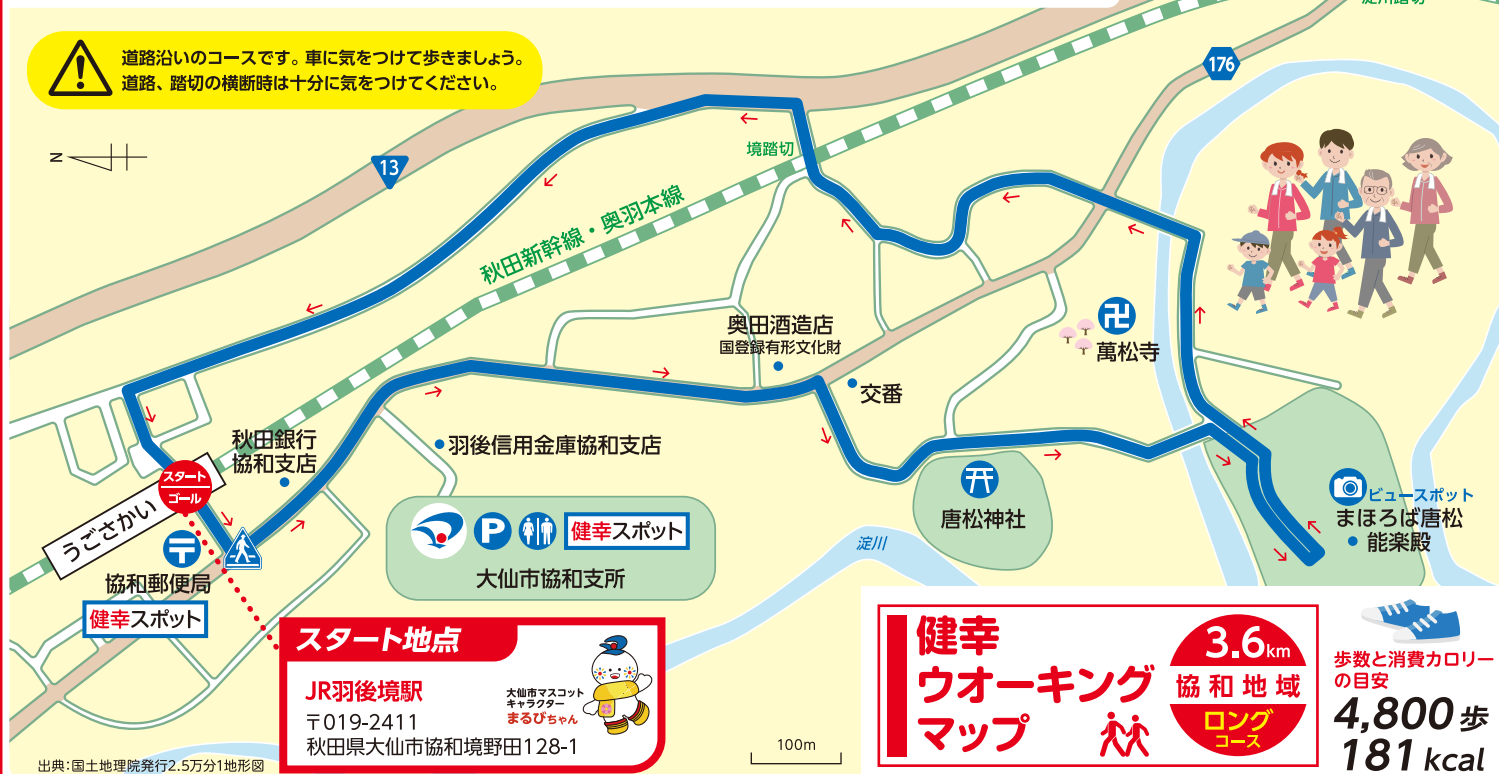 淀川踏切
道路沿いのコースです。車に気をつけて歩きましょう。
道路、踏切の横断時は十分に気をつけてください。
176
13
N
境踏切
秋田新幹線・奥羽本線
奥田酒造店
国登録有形文化財
卍
萬松寺
交番
秋田銀行
協和支店
羽後信用金庫協和支店
スタート
ゴール
うごさかい
〒
協和郵便局
健幸スポット
P
健幸スポット
大仙市協和支所
唐松神社
淀川
ビュースポット
まほろば唐松
能楽殿
スタート地点
JR羽後境駅
〒019-2411
秋田県大仙市協和境野田128-1
大仙市マスコット
キャラクター
まるびちゃん
100m
健幸
ウオーキング
マップ
3.6km
協和地域
ロング
コース
歩数と消費カロリー
の目安
4,800歩
181kcal
出典:国土地理院発行2.5万分1地形図